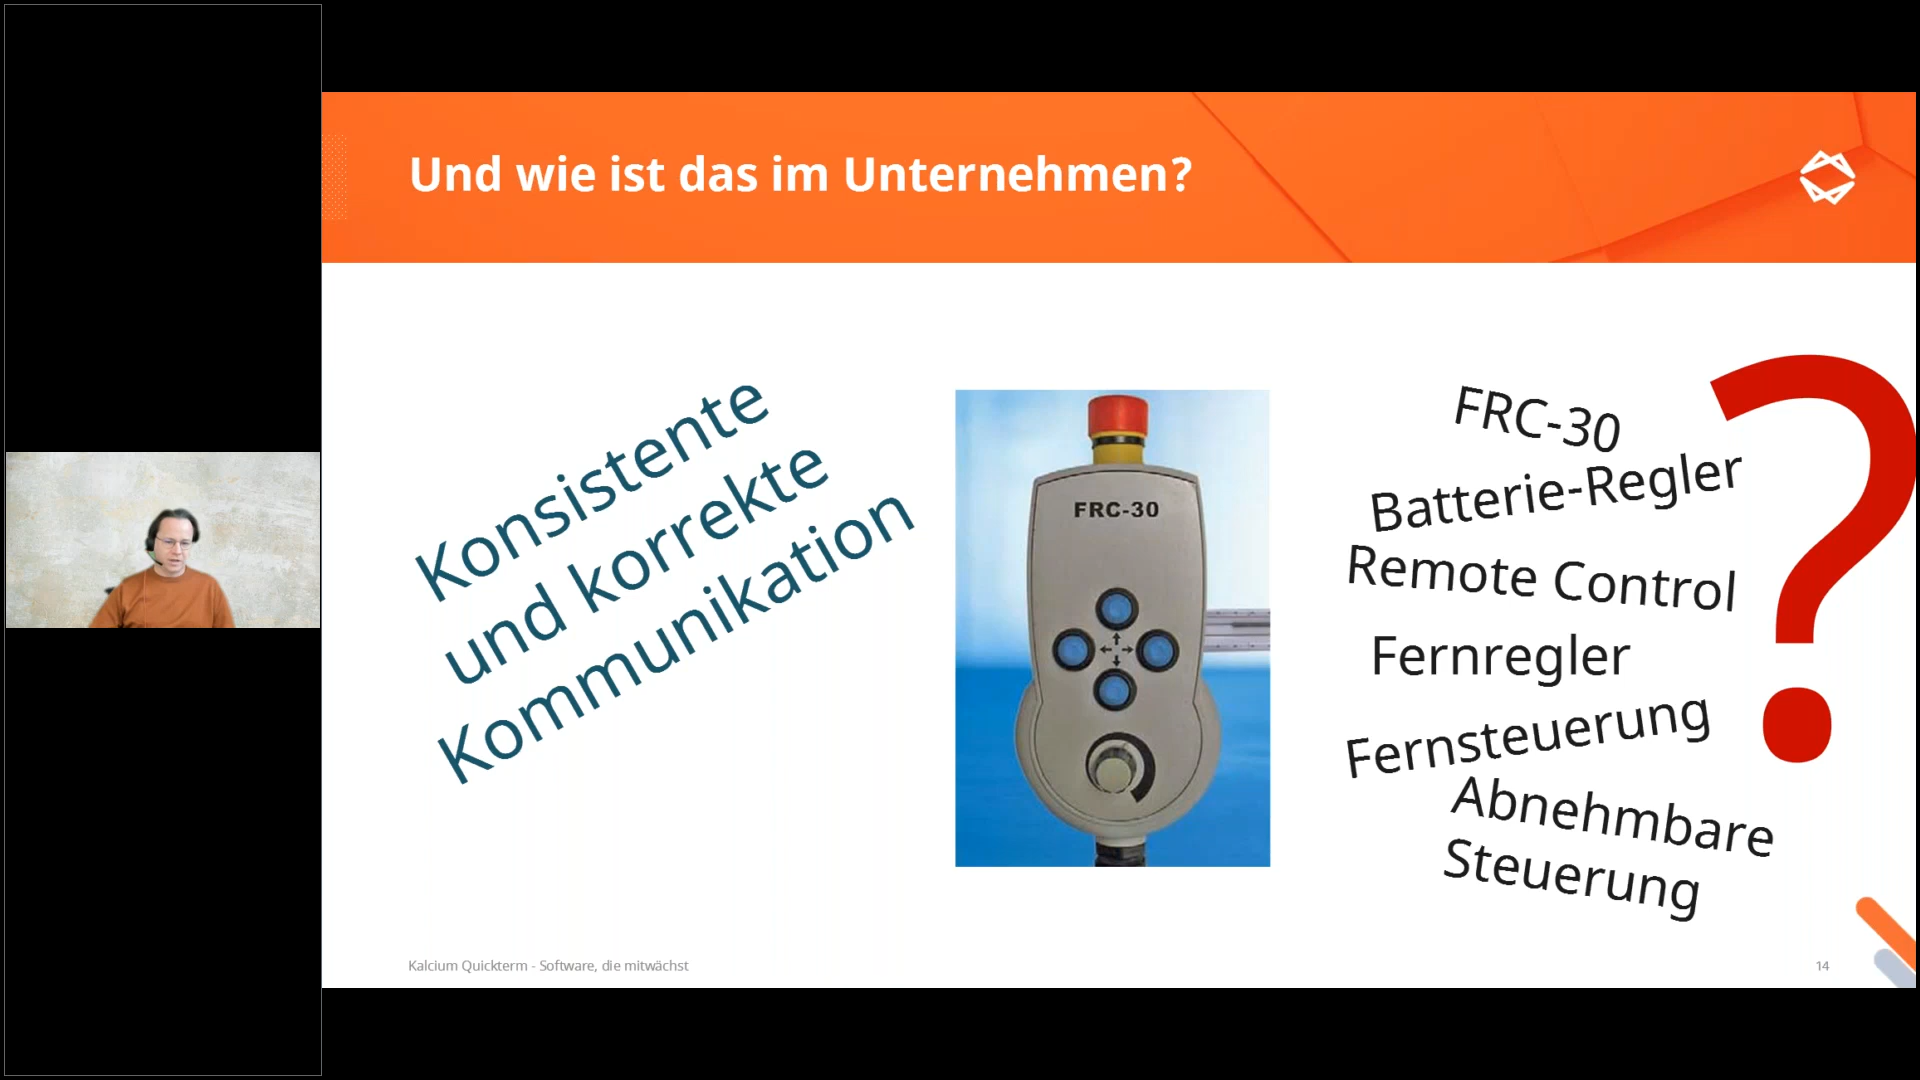 Und wie ist das im Unternehmen?
Konsistente
und korrekte
Kommunikation
FRC-30
FRC-30
Batterie-Regler
Remote Control
Fernregler
Fernsteuerung
Abnehmbare
Steuerung
?
Kalcium Quickterm - Software, die mitwächst
14